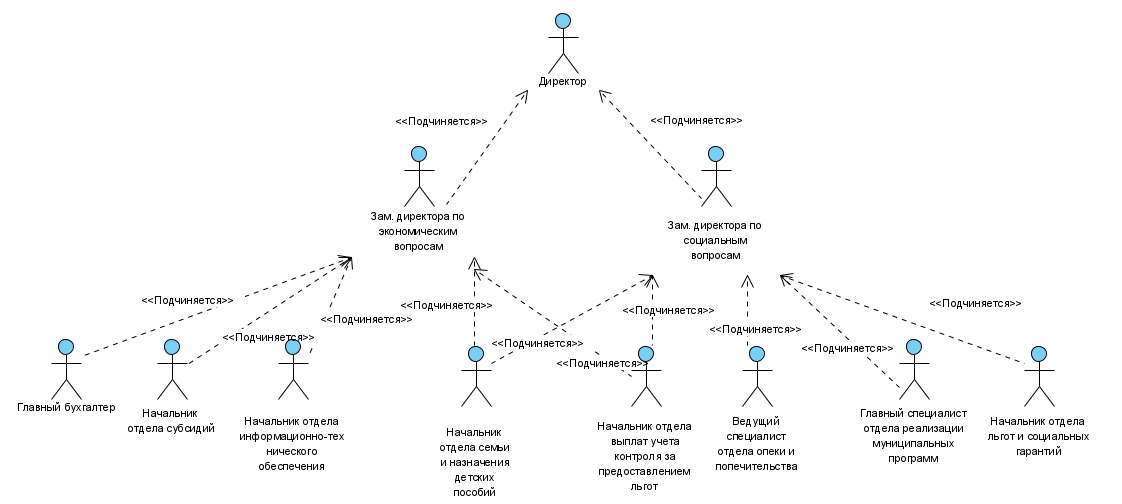 Директор
<<Подчиняется>>
<<Подчиняется>>
Зам. директора по
экономическим
вопросам
Зам. директора по
социальным
вопросам
<<Подчиняется>>
<<Подчиняется>>
<<Подчиняется>>
<<Подчиняется>>
<<Подчиняется>>
<<Подчиняется>>
<<Подчиняется>>
<<Подчиняется>>
<<Подчиняется>>
<<Подчиняется>>
Главный бухгалтер
Начальник
отдела субсидий
Начальник отдела
информационно-тех
нического
обеспечения
Начальник
отдела семьи
и назначения
детских
пособий
Начальник отдела
выплат учета
контроля за
предоставлением
льгот
Ведущий
специалист
отдела опеки и
попечительства
Главный специалист
отдела реализации
муниципальных
программ
Начальник отдела
льгот и социальных
гарантий